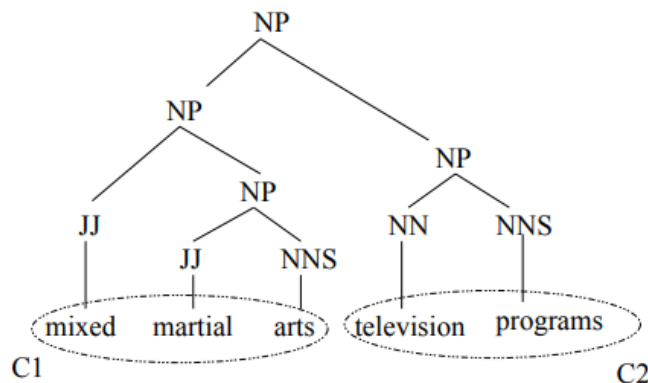 NP
NP
NP
NP
JJ
NN
NNS
JJ
NNS
mixed martial arts television programs
C1
C2